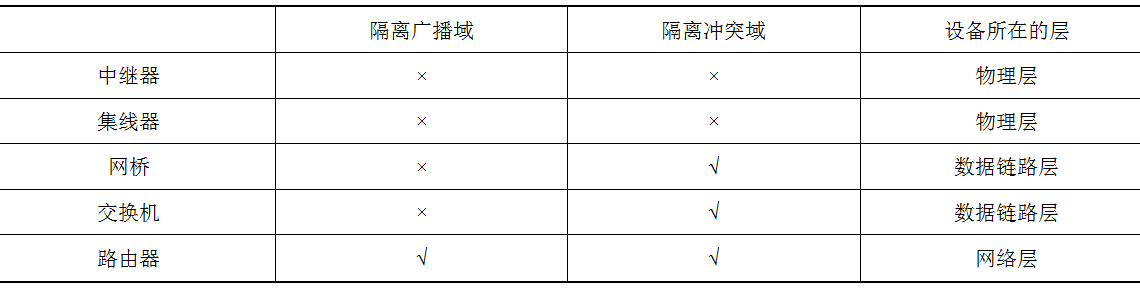 隔离广播域 隔离冲突域 设备所在的层
中继器 × × 物理层
集线器 × × 物理层
网桥 × √ 数据链路层
交换机 × √ 数据链路层
路由器 √ √ 网络层